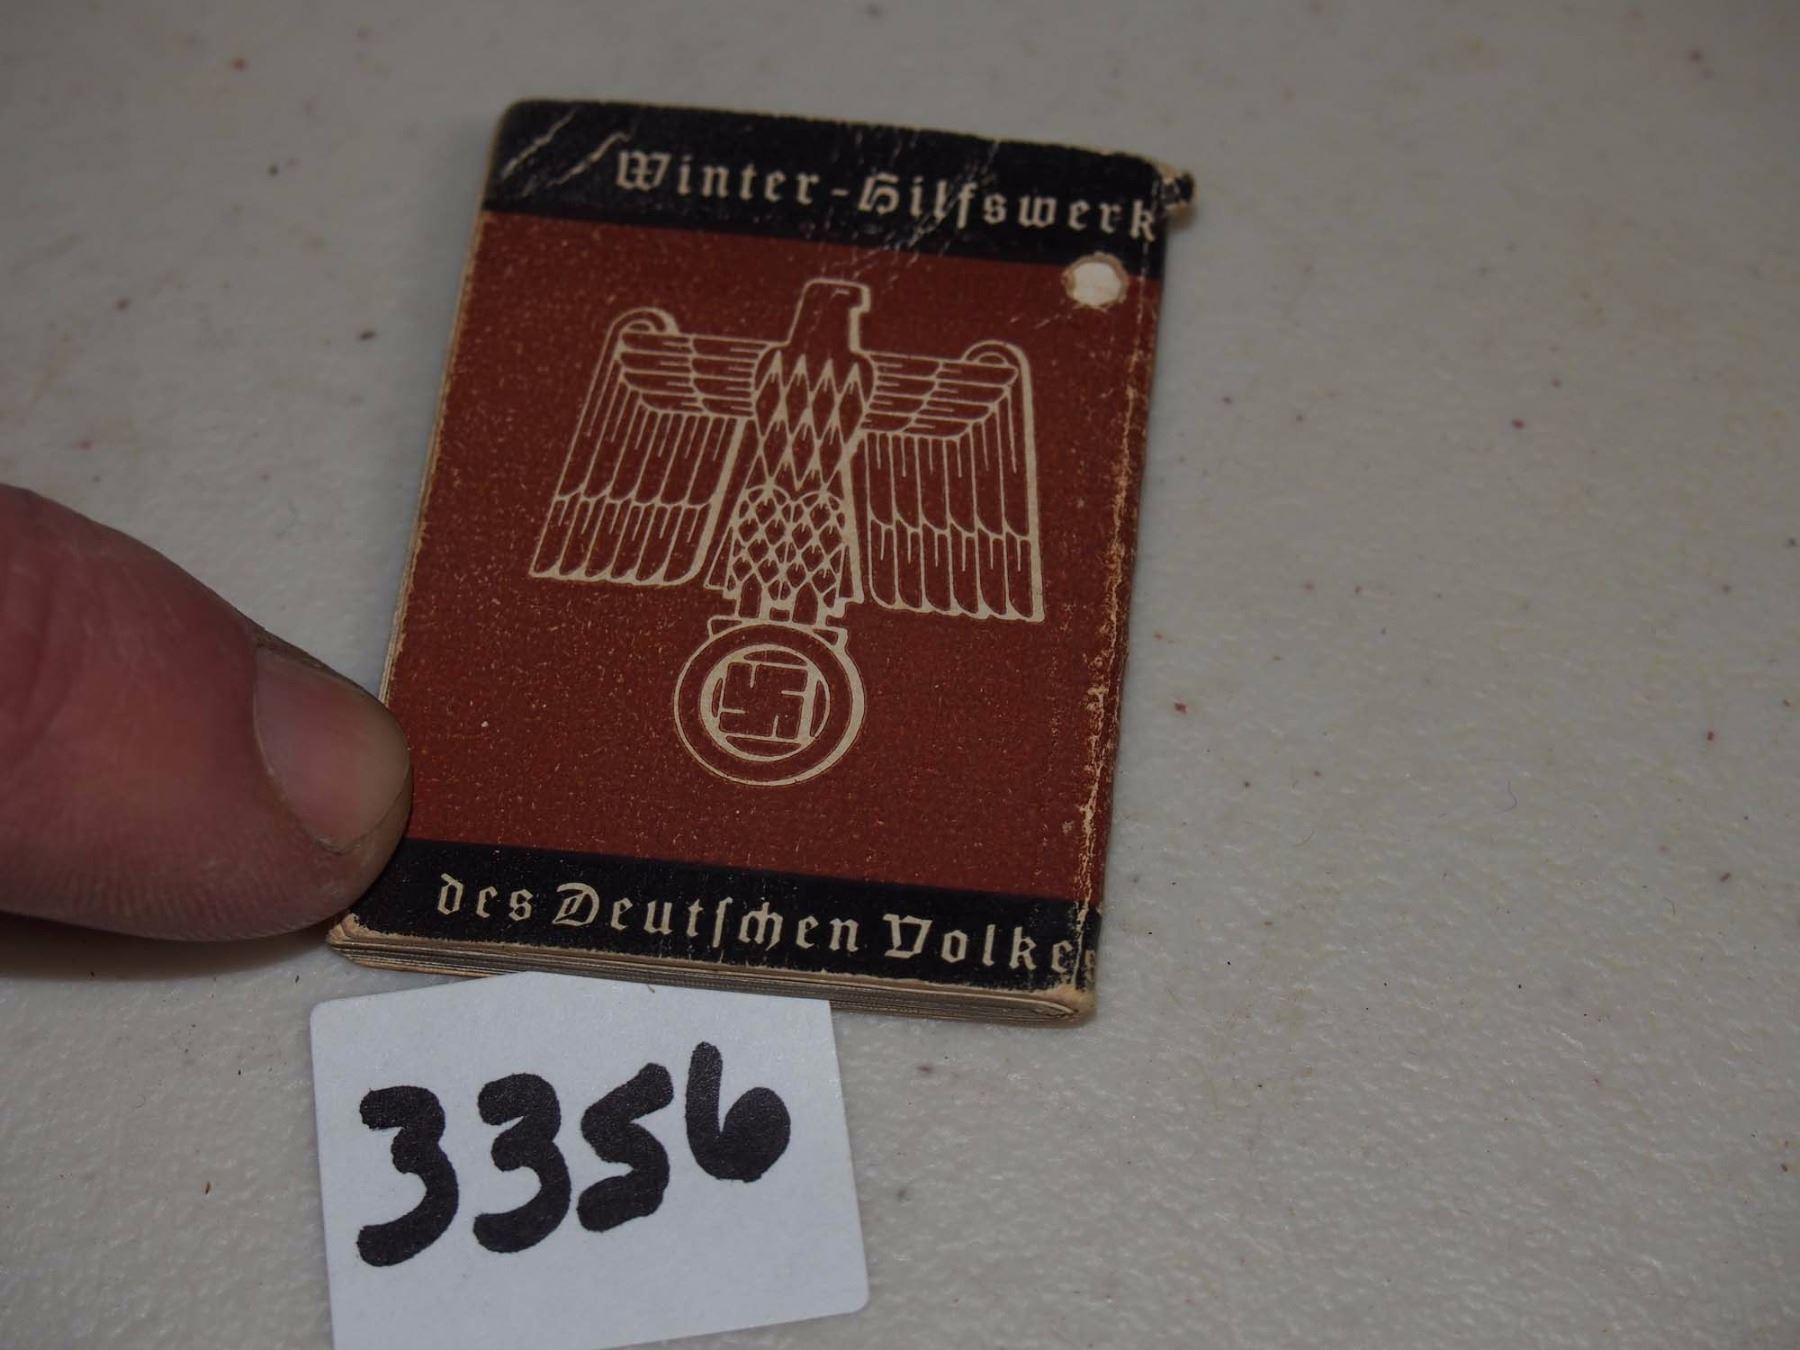 Winter-Hilfswerk
des Deutschen Volkes
3356